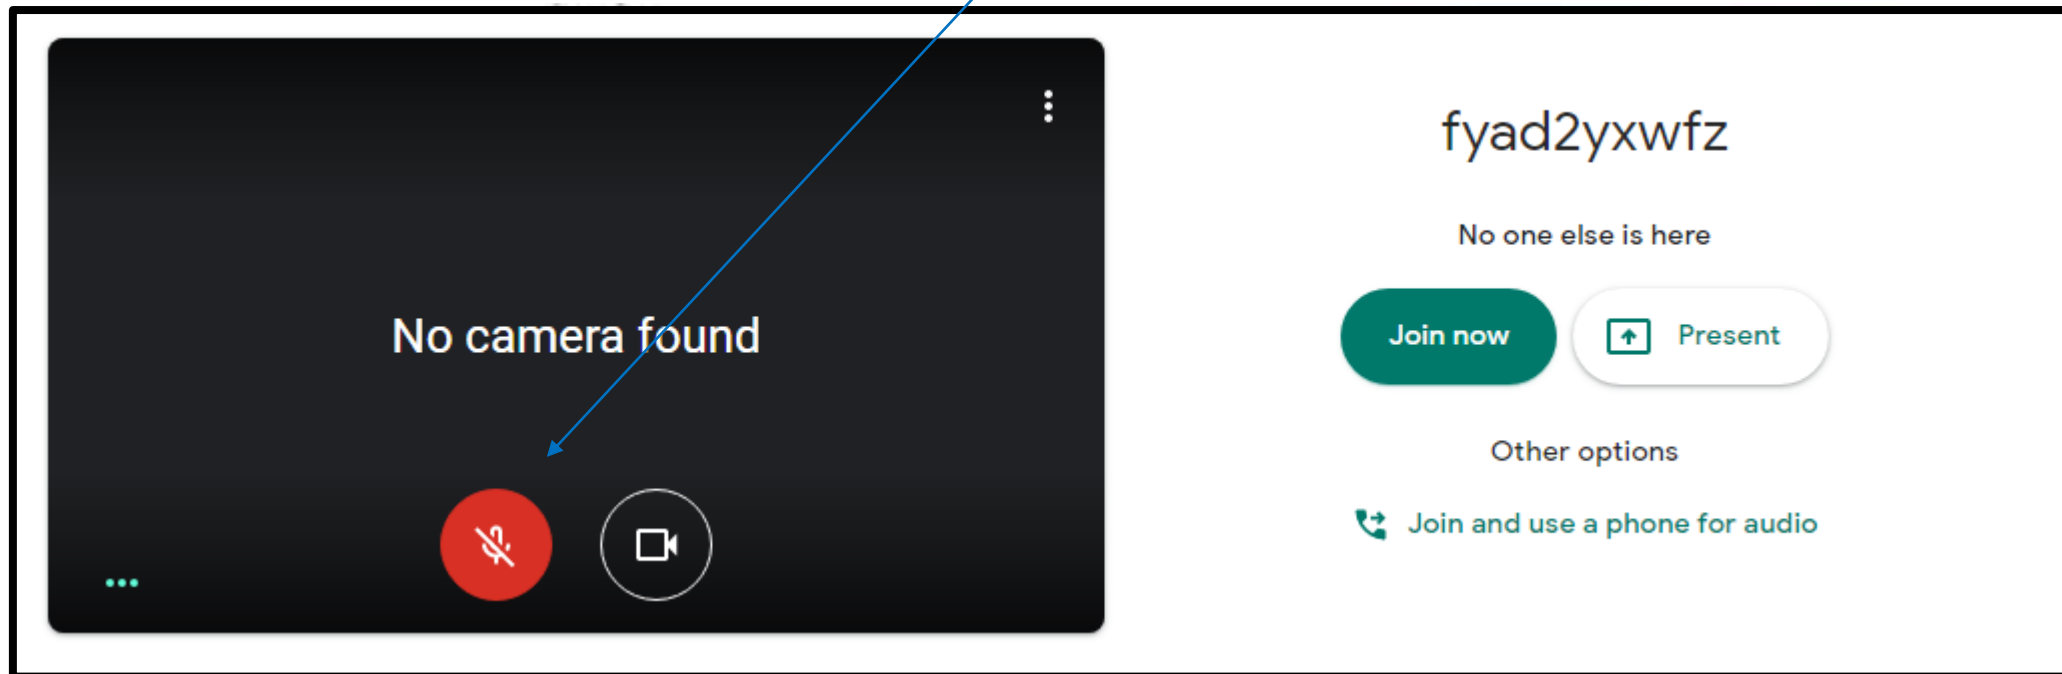 No camera found
fyad2yxwfz
No one else is here
Join now
Present
Other options
Join and use a phone for audio